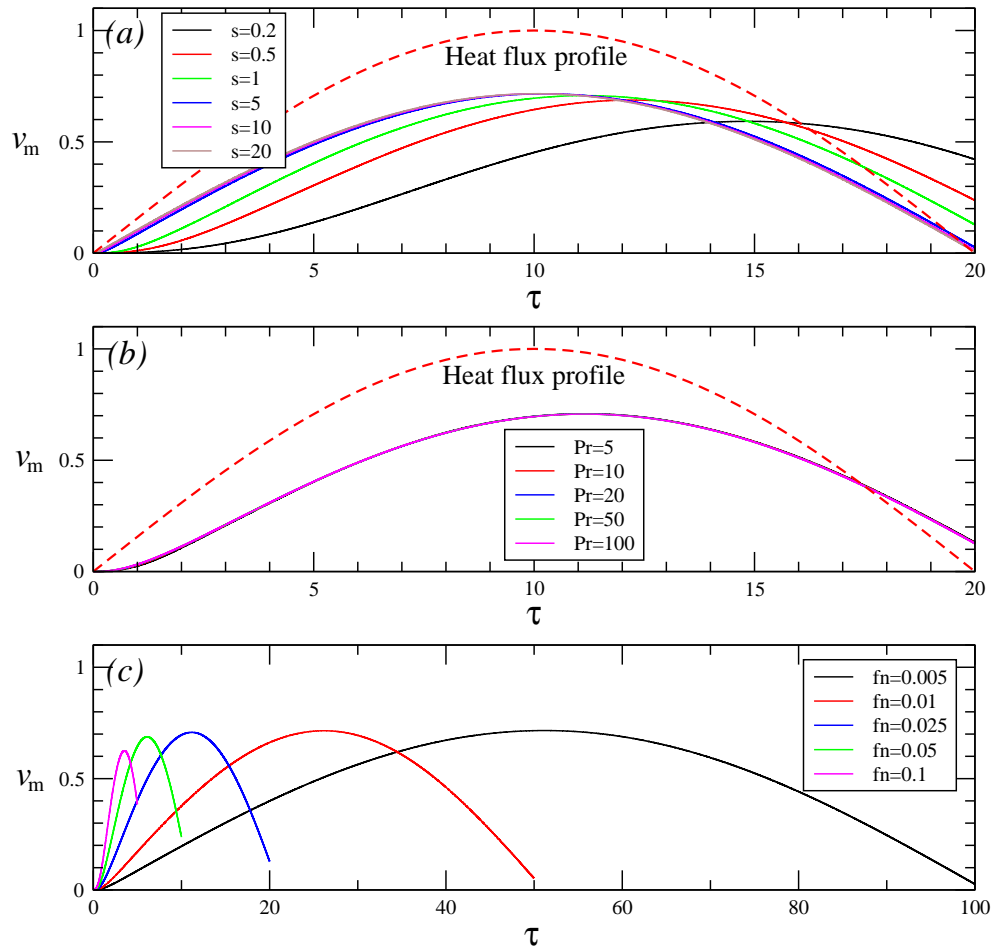 (a)
s=0.2
s=0.5
s=1
s=5
s=10
s=20
Heat flux profile
1
0.5
0
v_m
0 5 10 15 20
τ
(b)
Heat flux profile
Pr=5
Pr=10
Pr=20
Pr=50
Pr=100
1
0.5
0
v_m
0 5 10 15 20
τ
(c)
fn=0.005
fn=0.01
fn=0.025
fn=0.05
fn=0.1
1
0.5
0
v_m
0 20 40 60 80 100
τ